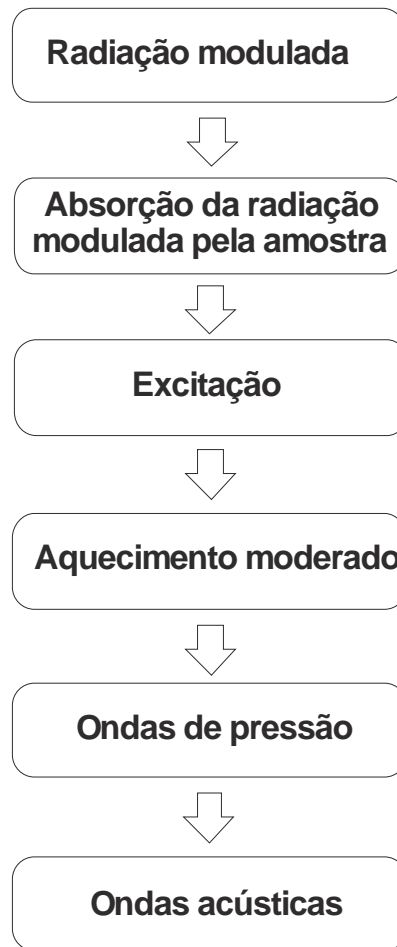 Radiação modulada
Absorção da radiação
modulada pela amostra
Excitação
Aquecimento moderado
Ondas de pressão
Ondas acústicas